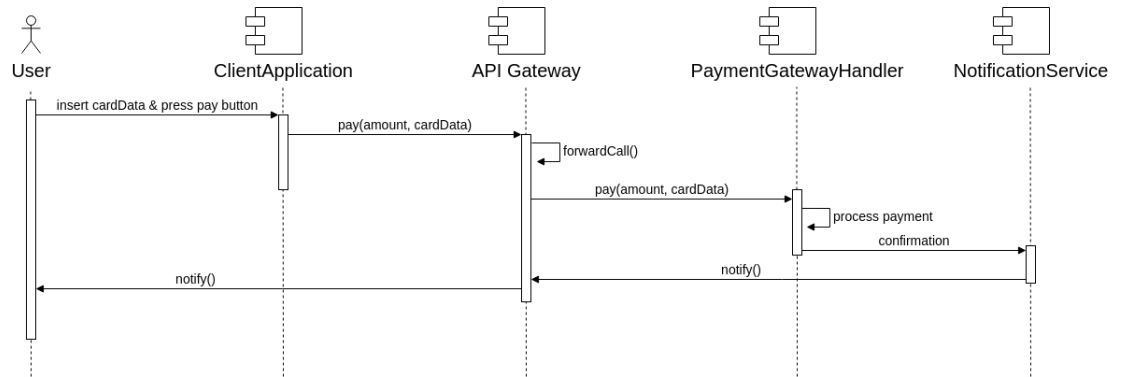 User
ClientApplication
API Gateway
PaymentGatewayHandler
NotificationService
insert cardData & press pay button
pay(amount, cardData)
forwardCall()
pay(amount, cardData)
process payment
confirmation
notify()
notify()